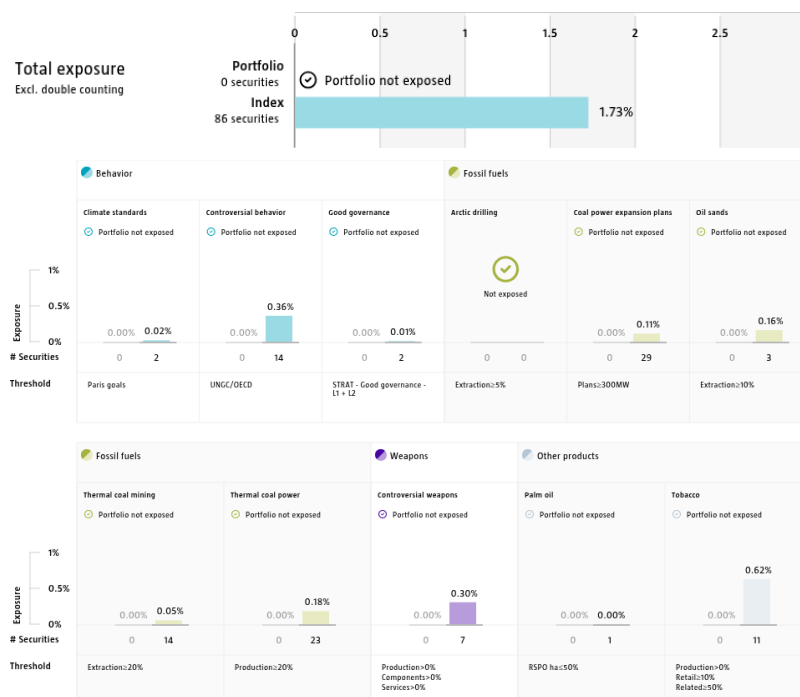 0 0.5 1 1.5 2 2.5
Total exposure
Excl. double counting
Portfolio
0 securities
Portfolio not exposed
Index
86 securities
1.73%
Behavior
Fossil fuels
Climate standards
Controversial behavior
Good governance
Arctic drilling
Coal power expansion plans
Oil sands
Portfolio not exposed
Portfolio not exposed
Portfolio not exposed
Portfolio not exposed
Portfolio not exposed
Not exposed
Exposure
1%
0.5%
0%
0.00% 0.02%
0.00% 0.36%
0.00% 0.01%
0.00% 0.11%
0.00% 0.16%
# Securities
0 2
0 14
0 2
0 0
0 29
0 3
Threshold
Paris goals
UNGC/OECD
STRAT - Good governance -
L1 + L2
Extraction≥5%
Plans≥300MW
Extraction≥10%
Fossil fuels
Weapons
Other products
Thermal coal mining
Thermal coal power
Controversial weapons
Palm oil
Tobacco
Portfolio not exposed
Portfolio not exposed
Portfolio not exposed
Portfolio not exposed
Portfolio not exposed
Exposure
1%
0.5%
0%
0.00% 0.05%
0.00% 0.18%
0.00% 0.30%
0.00% 0.00%
0.00% 0.62%
# Securities
0 14
0 23
0 7
0 1
0 11
Threshold
Extraction≥20%
Production≥20%
Production>0%
Components>0%
Services>0%
RSPO ha≤50%
Production>0%
Retail≥10%
Related≥50%